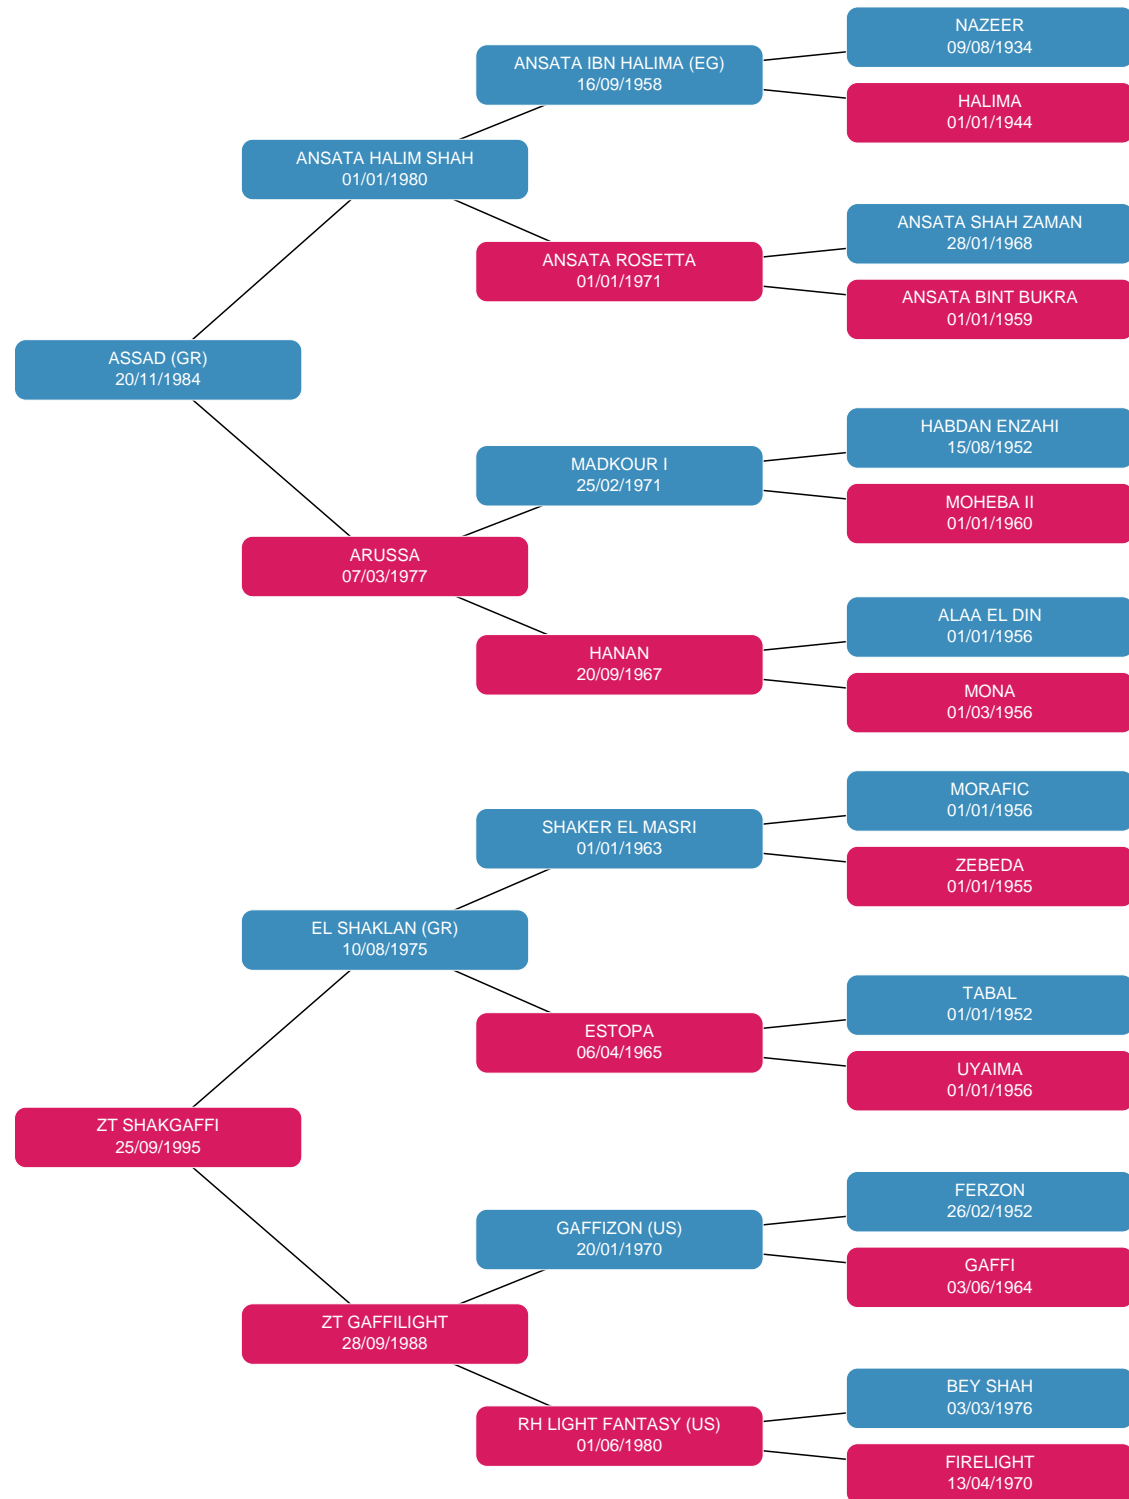 NAZEER
09/08/1934
ANSATA IBN HALIMA (EG)
16/09/1958
HALIMA
01/01/1944
ANSATA HALIM SHAH
01/01/1980
ANSATA SHAH ZAMAN
28/01/1968
ANSATA ROSETTA
01/01/1971
ANSATA BINT BUKRA
01/01/1959
ASSAD (GR)
20/11/1984
HABDAN ENZAHI
15/08/1952
MADKOUR I
25/02/1971
MOHEBA II
01/01/1960
ARUSSA
07/03/1977
ALAA EL DIN
01/01/1956
HANAN
20/09/1967
MONA
01/03/1956
MORAFIC
01/01/1956
SHAKER EL MASRI
01/01/1963
ZEBEDA
01/01/1955
EL SHAKLAN (GR)
10/08/1975
TABAL
01/01/1952
ESTOPA
06/04/1965
UYAIMA
01/01/1956
ZT SHAKGAFFI
25/09/1995
FERZON
26/02/1952
GAFFIZON (US)
20/01/1970
GAFFI
03/06/1964
ZT GAFFILIGHT
28/09/1988
BEY SHAH
03/03/1976
RH LIGHT FANTASY (US)
01/06/1980
FIRELIGHT
13/04/1970